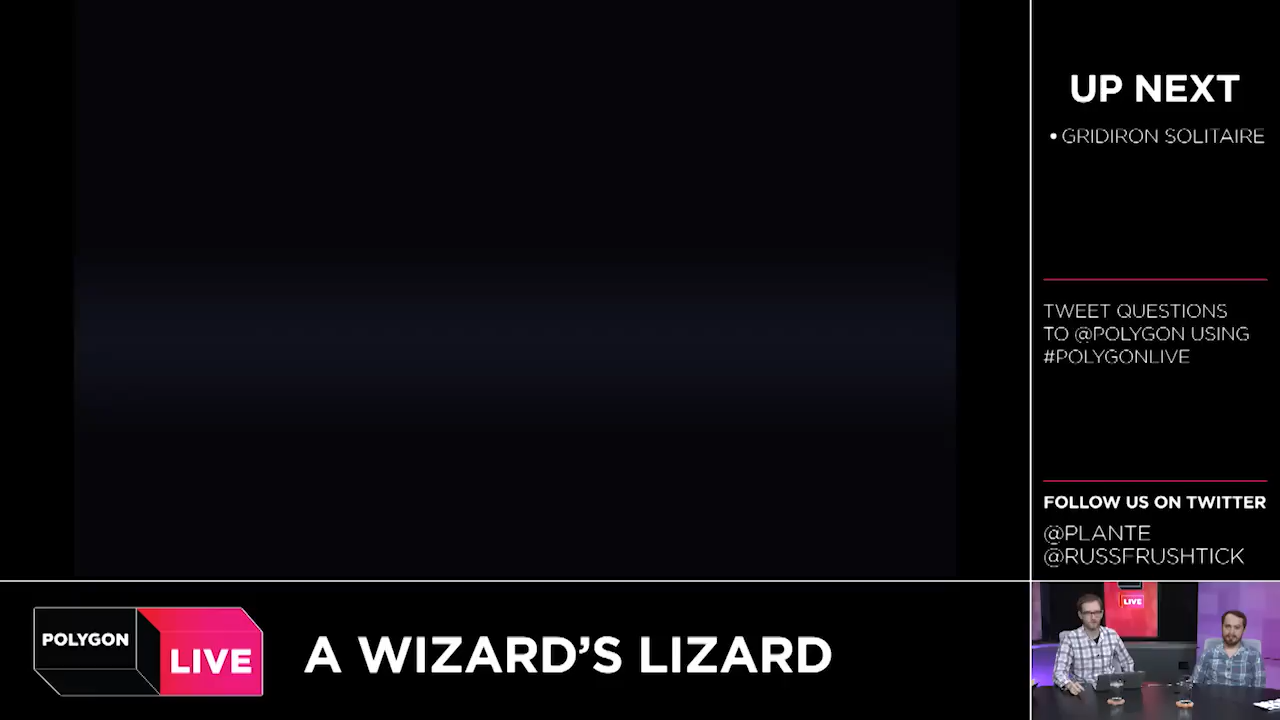 UP NEXT
• GRIDIRON SOLITAIRE
TWEET QUESTIONS
TO @POLYGON USING
#POLYGONLIVE
FOLLOW US ON TWITTER
@PLANTE
@RUSSFRUSHTICK
LIVE
POLYGON
LIVE
A WIZARD'S LIZARD